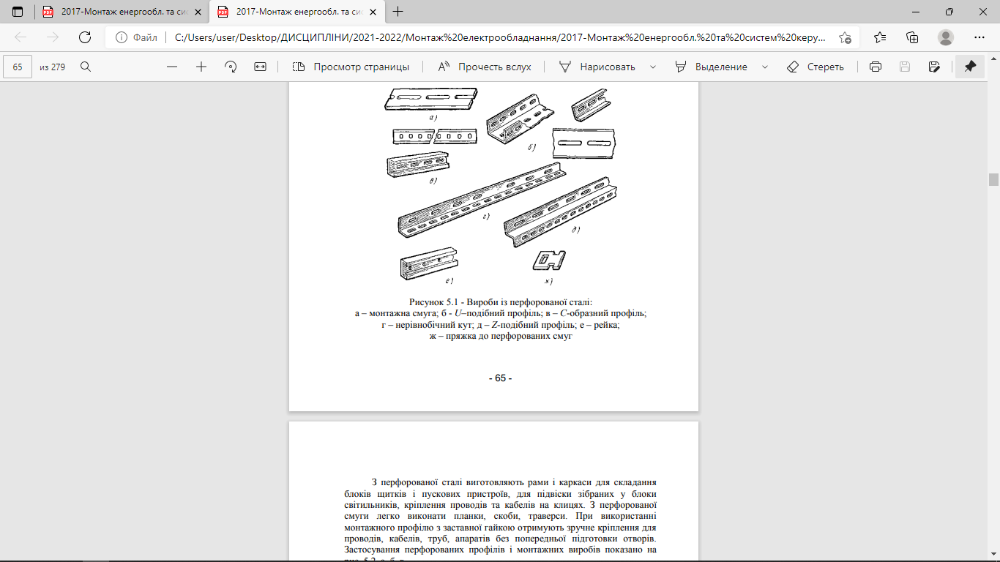 2017-Монтаж енергообл. та сис
2017-Монтаж енергообл. та си
Файл
C:/Users/user/Desktop/ДИСЦИПЛІНИ/2021-2022/Монтаж%20електрообладнання/2017-Монтаж%20енергообл.%20та%20систем%20керу...
65 из 279
Просмотр страницы
Прочесть вслух
Нарисовать
Выделение
Стереть
а)
б)
в)
г)
д)
е)
ж)
Рисунок 5.1 - Вироби із перфорованої сталі:
а – монтажна смуга; б - U–подібний профіль; в – С-образний профіль;
г – нерівнобічний кут; д – Z-подібний профіль; е – рейка;
ж – пряжка до перфорованих смуг
- 65 -
З перфорованої сталі виготовляють рами і каркаси для складання
блоків щитків і пускових пристроїв, для підвіски зібраних у блоки
світильників, кріплення проводів та кабелів на клицях. З перфорованої
смуги легко виконати планки, скоби, траверси. При використанні
монтажного профілю з заставної гайкою отримують зручне кріплення для
проводів, кабелів, труб, апаратів без попередньої підготовки отворів.
Застосування перфорованих профілів і монтажних виробів показано на